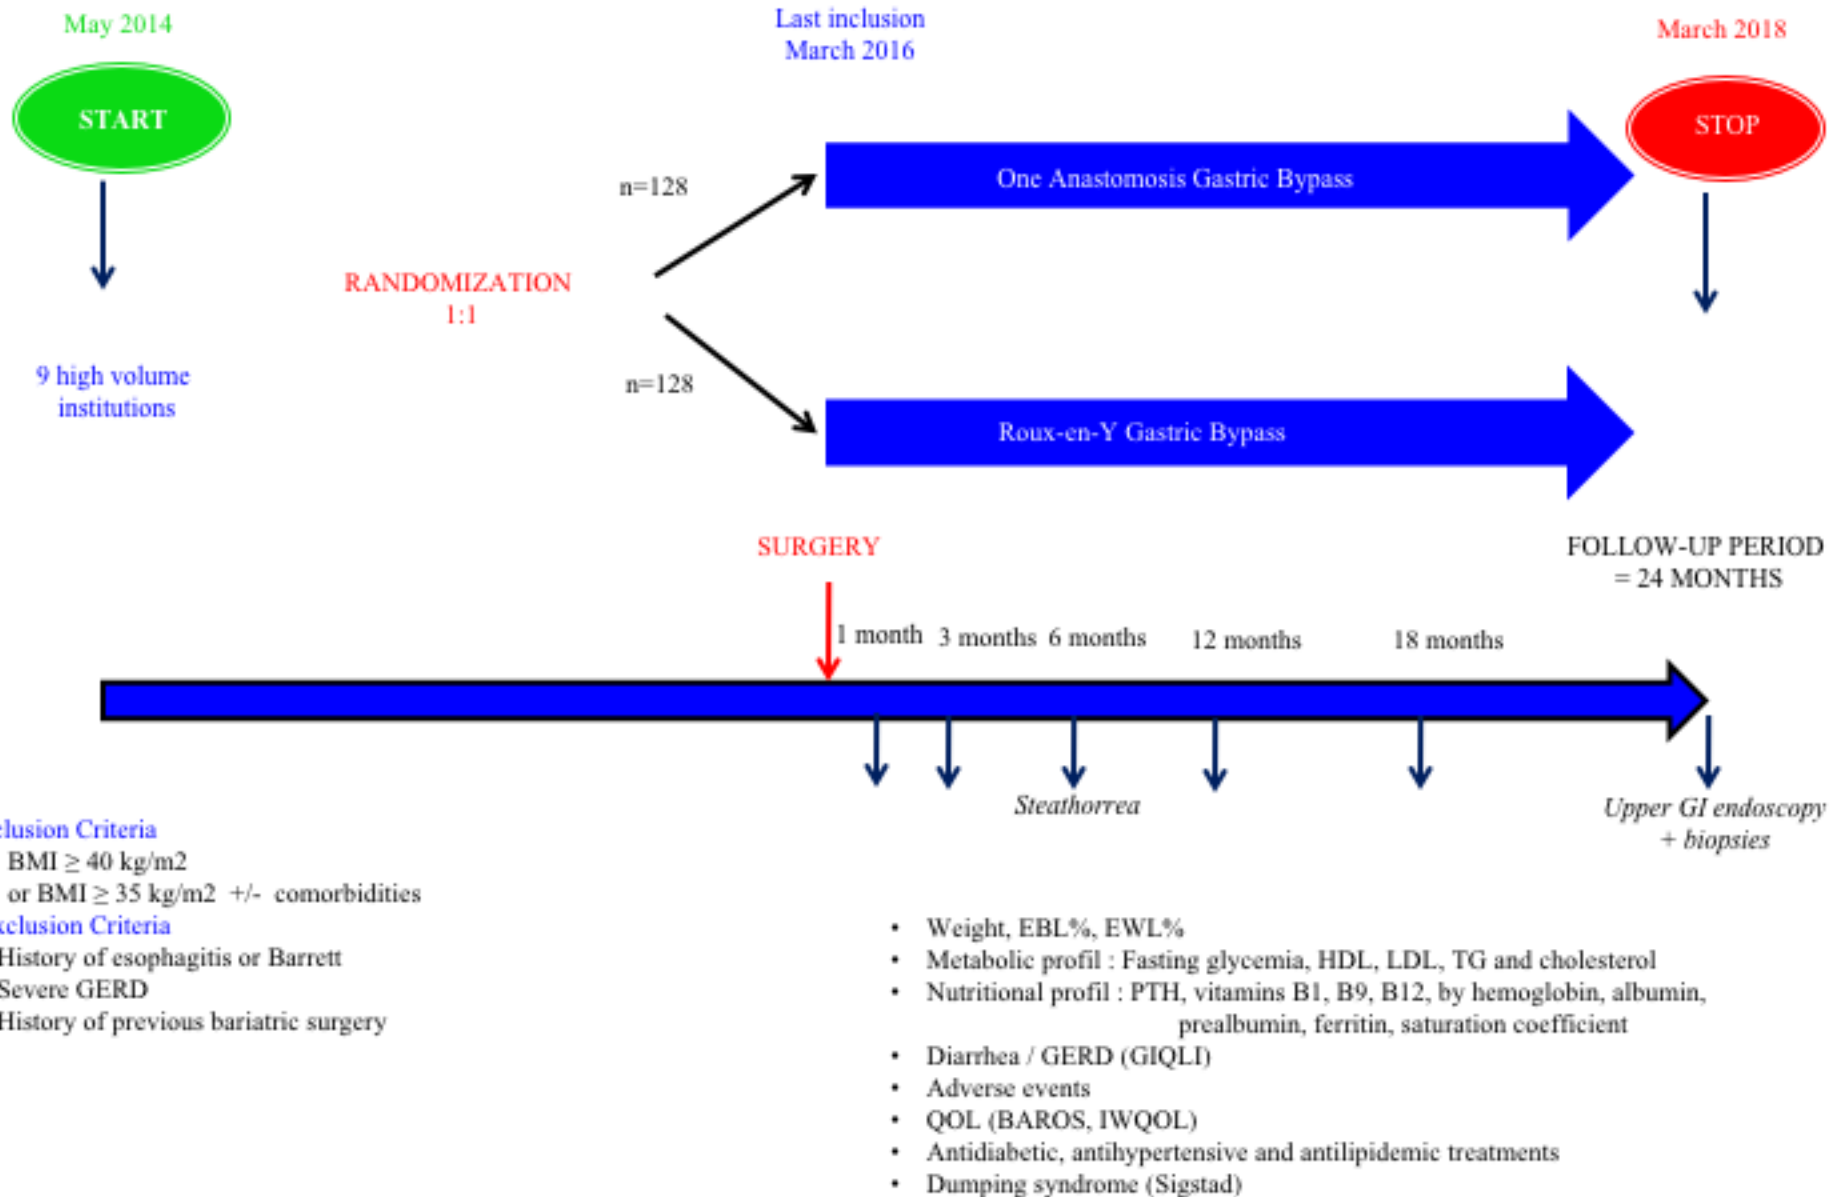 May 2014
Last inclusion
March 2016
March 2018
START
STOP
n=128
One Anastomosis Gastric Bypass
RANDOMIZATION
1:1
9 high volume
institutions
n=128
Roux-en-Y Gastric Bypass
SURGERY
FOLLOW-UP PERIOD
= 24 MONTHS
1 month 3 months 6 months 12 months 18 months
Steathorrea
Upper GI endoscopy
+ biopsies
clusion Criteria
BMI ≥ 40 kg/m2
or BMI ≥ 35 kg/m2 +/- comorbidities
xclusion Criteria
History of esophagitis or Barrett
Severe GERD
History of previous bariatric surgery
• Weight, EBL%, EWL%
• Metabolic profil : Fasting glycemia, HDL, LDL, TG and cholesterol
• Nutritional profil : PTH, vitamins B1, B9, B12, by hemoglobin, albumin,
prealbumin, ferritin, saturation coefficient
• Diarrhea / GERD (GIQLI)
• Adverse events
• QOL (BAROS, IWQOL)
• Antidiabetic, antihypertensive and antilipidemic treatments
• Dumping syndrome (Sigstad)